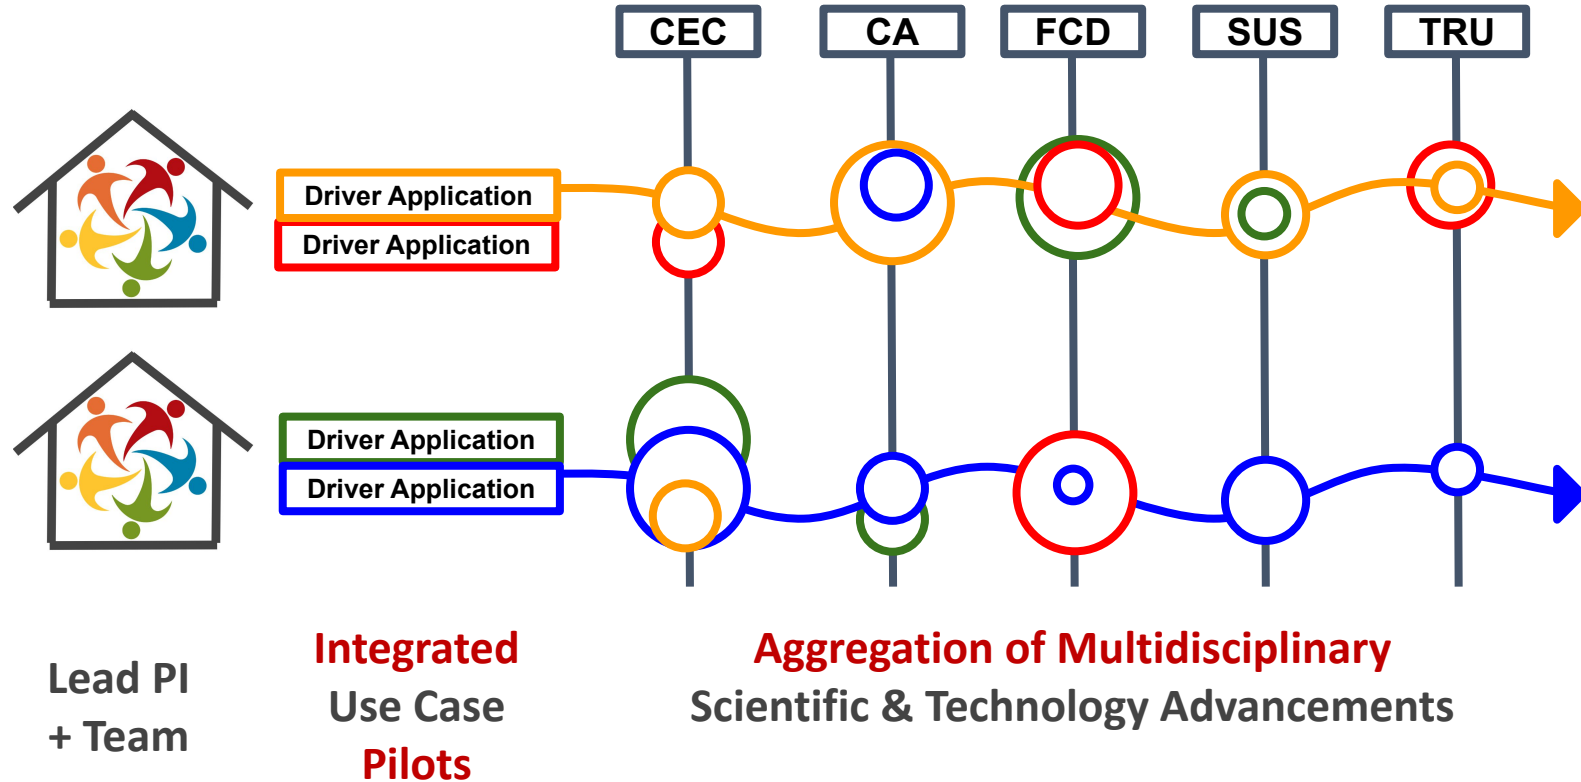 CEC
CA
FCD
SUS
TRU
Driver Application
Driver Application
Driver Application
Driver Application
Lead PI
+ Team
Integrated
Use Case
Pilots
Aggregation of Multidisciplinary
Scientific & Technology Advancements